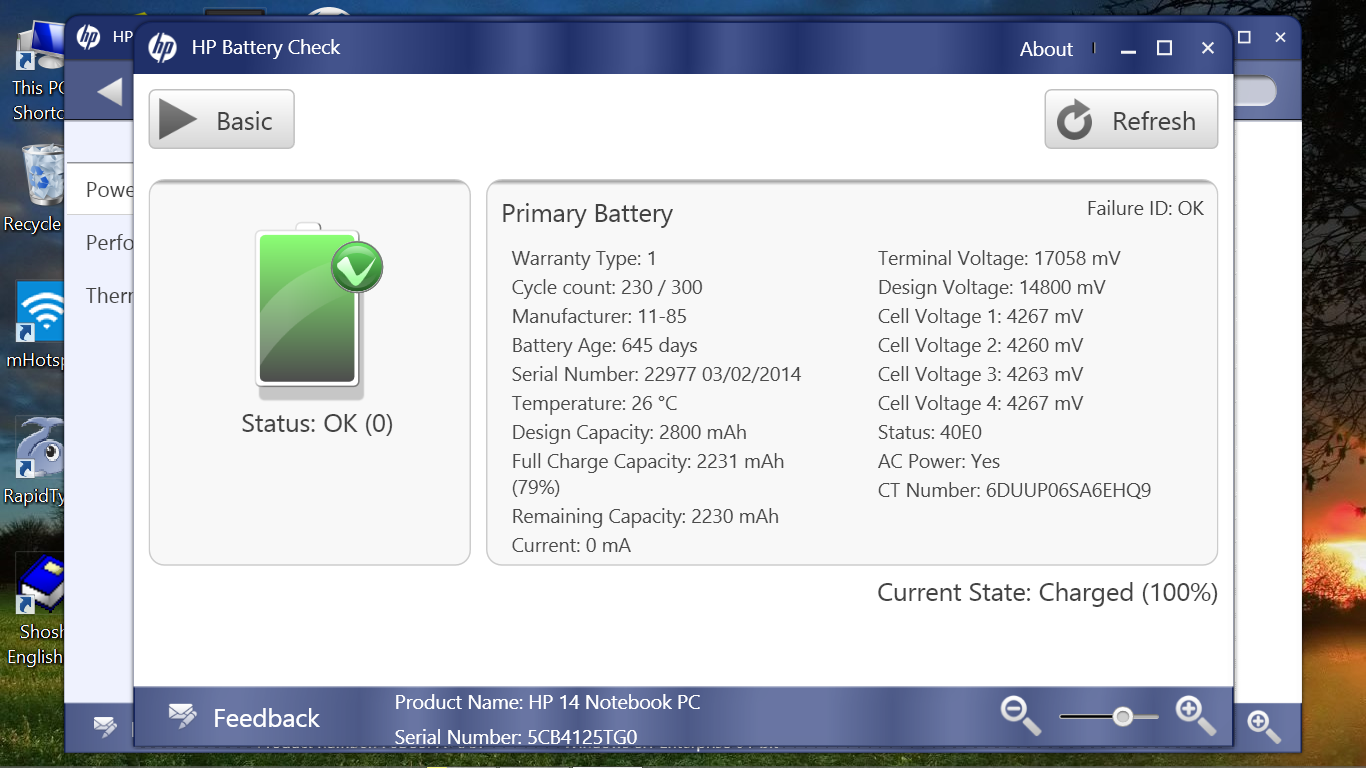 This PC
Shortc
Recycle
mHotsp
RapidTy
Shosh
English
hp
HP
Powe
Perfo
Therr
hp HP Battery Check
About
Basic
Refresh
Status: OK (0)
Primary Battery
Failure ID: OK
Warranty Type: 1
Cycle count: 230 / 300
Manufacturer: 11-85
Battery Age: 645 days
Serial Number: 22977 03/02/2014
Temperature: 26 °C
Design Capacity: 2800 mAh
Full Charge Capacity: 2231 mAh
(79%)
Remaining Capacity: 2230 mAh
Current: 0 mA
Terminal Voltage: 17058 mV
Design Voltage: 14800 mV
Cell Voltage 1: 4267 mV
Cell Voltage 2: 4260 mV
Cell Voltage 3: 4263 mV
Cell Voltage 4: 4267 mV
Status: 40E0
AC Power: Yes
CT Number: 6DUUP06SA6EHQ9
Current State: Charged (100%)
Feedback
Product Name: HP 14 Notebook PC
Serial Number: 5CB4125TG0